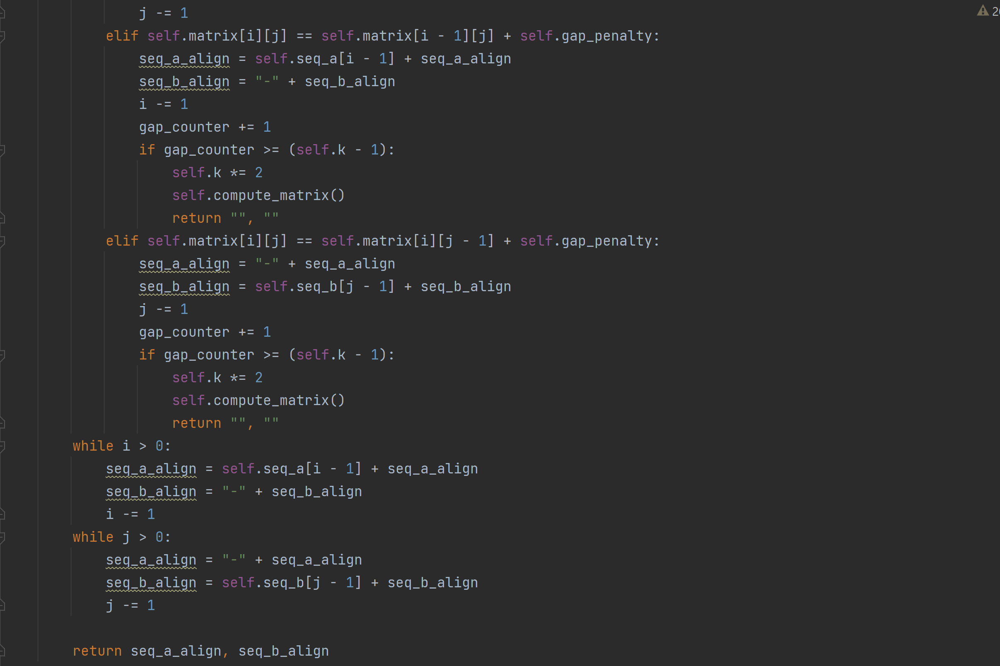 j -= 1
elif self.matrix[i][j] == self.matrix[i - 1][j] + self.gap_penalty:
seq_a_align = self.seq_a[i - 1] + seq_a_align
seq_b_align = "-" + seq_b_align
i -= 1
gap_counter += 1
if gap_counter >= (self.k - 1):
self.k *= 2
self.compute_matrix()
return "", ""
elif self.matrix[i][j] == self.matrix[i][j - 1] + self.gap_penalty:
seq_a_align = "-" + seq_a_align
seq_b_align = self.seq_b[j - 1] + seq_b_align
j -= 1
gap_counter += 1
if gap_counter >= (self.k - 1):
self.k *= 2
self.compute_matrix()
return "", ""
while i > 0:
seq_a_align = self.seq_a[i - 1] + seq_a_align
seq_b_align = "-" + seq_b_align
i -= 1
while j > 0:
seq_a_align = "-" + seq_a_align
seq_b_align = self.seq_b[j - 1] + seq_b_align
j -= 1
return seq_a_align, seq_b_align